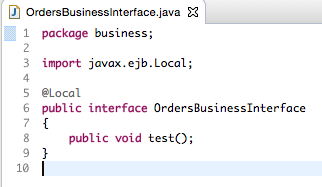 OrdersBusinessInterface.java
1 package business;
2
3 import javax.ejb.Local;
4
5 @Local
6 public interface OrdersBusinessInterface
7 {
8     public void test();
9 }
10